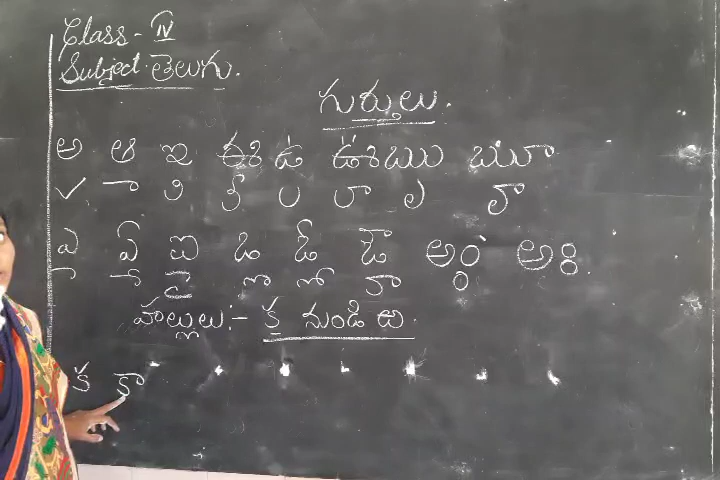 Class - IV
Subject. తెలుగు.
గుర్తులు.
అ ఆ ఇ ఈ ఉ ఊ ఋ ౠ
✓ ా ి ీ ు ూ ృ ౄ
ఎ ఏ ఐ ఒ ఓ ఔ అం అః
ె ే ై ొ ో ౌ ం
హల్లులు :- క నుండి ఱ.
క కా